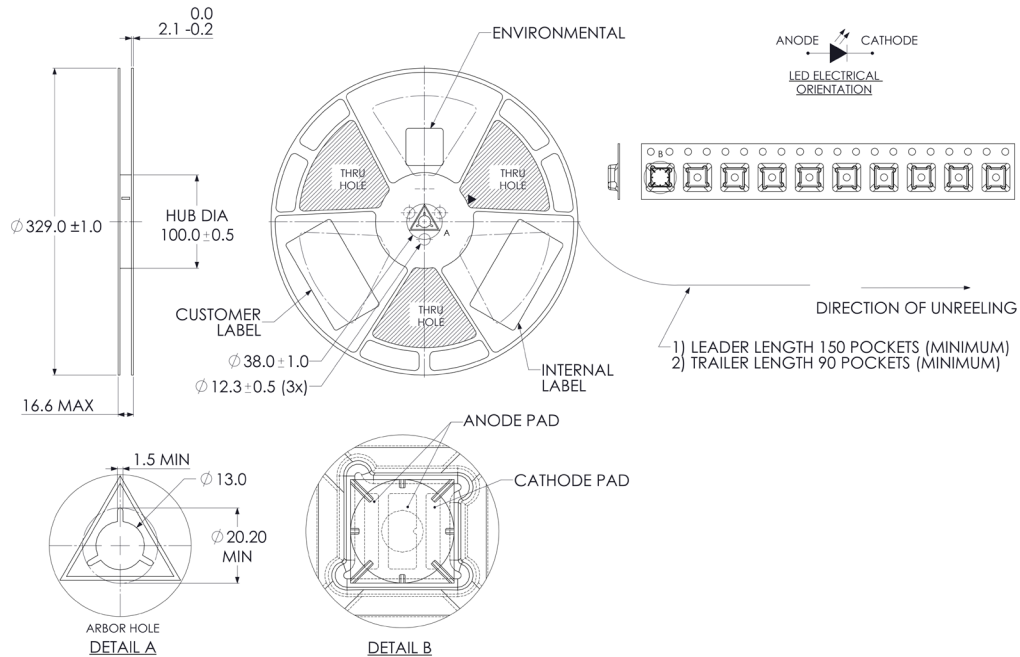 0.0
2.1 -0.2
ENVIRONMENTAL
ANODE
CATHODE
LED ELECTRICAL
ORIENTATION
THRU
HOLE
THRU
HOLE
B
HUB DIA
100.0 ±0.5
∅ 329.0 ±1.0
A
CUSTOMER
LABEL
THRU
HOLE
DIRECTION OF UNREELING
1) LEADER LENGTH 150 POCKETS (MINIMUM)
2) TRAILER LENGTH 90 POCKETS (MINIMUM)
∅ 38.0 ±1.0
∅ 12.3 ±0.5 (3x)
INTERNAL
LABEL
16.6 MAX
ANODE PAD
1.5 MIN
∅ 13.0
CATHODE PAD
∅ 20.20
MIN
ARBOR HOLE
DETAIL A
DETAIL B